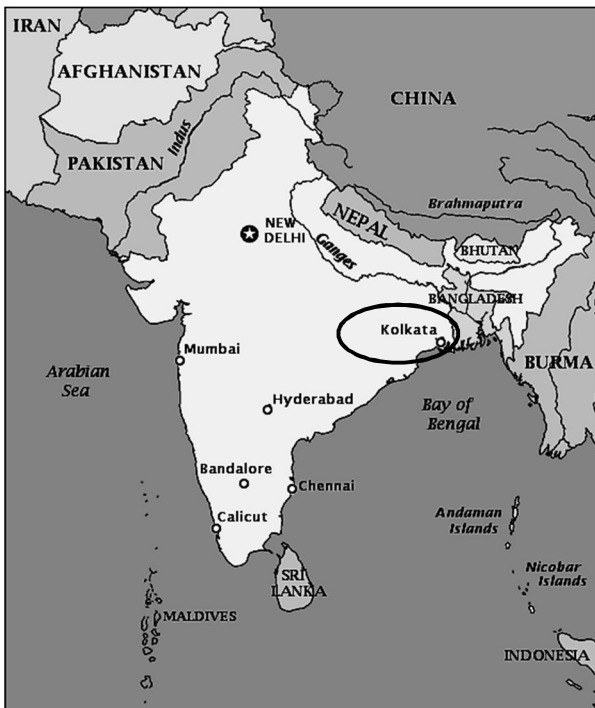 IRAN
AFGHANISTAN
CHINA
PAKISTAN
Indus
Brahmaputra
NEPAL
NEW
DELHI
BHUTAN
Ganges
BANGLADESH
Kolkata
Mumbai
BURMA
Arabian
Sea
Hyderabad
Bay of
Bengal
Bandalore
Chennai
Calicut
Andaman
Islands
Nicobar
Islands
SRI
LANKA
MALDIVES
INDONESIA